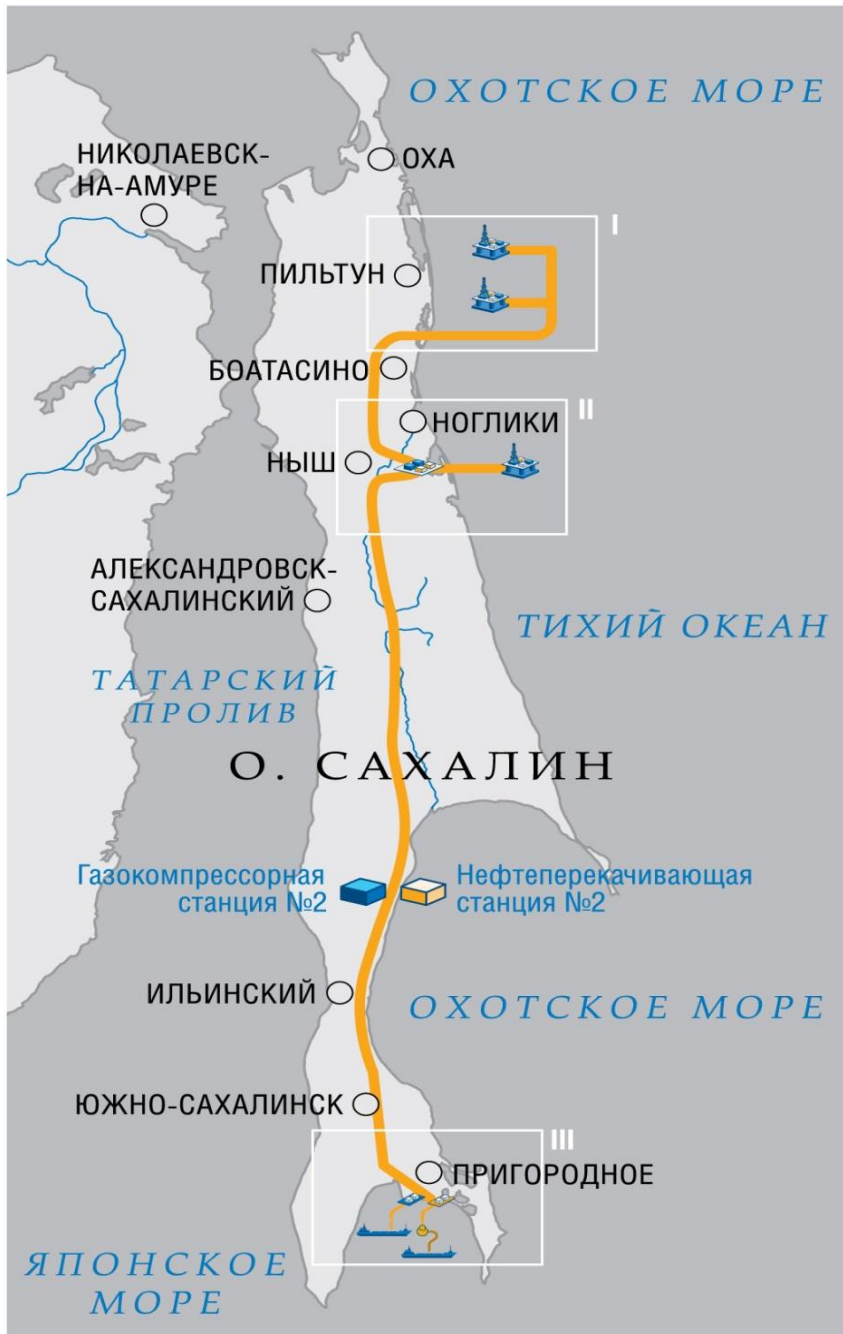 ОХОТСКОЕ МОРЕ
НИКОЛАЕВСК-
НА-АМУРЕ
ОХА
I
ПИЛЬТУН
БОАТАСИНО
II
НОГЛИКИ
НЫШ
АЛЕКСАНДРОВСК-
САХАЛИНСКИЙ
ТИХИЙ ОКЕАН
ТАТАРСКИЙ
ПРОЛИВ
О. САХАЛИН
Газокомпрессорная
станция №2
Нефтеперекачивающая
станция №2
ИЛЬИНСКИЙ
ОХОТСКОЕ МОРЕ
ЮЖНО-САХАЛИНСК
III
ПРИГОРОДНОЕ
ЯПОНСКОЕ
МОРЕ